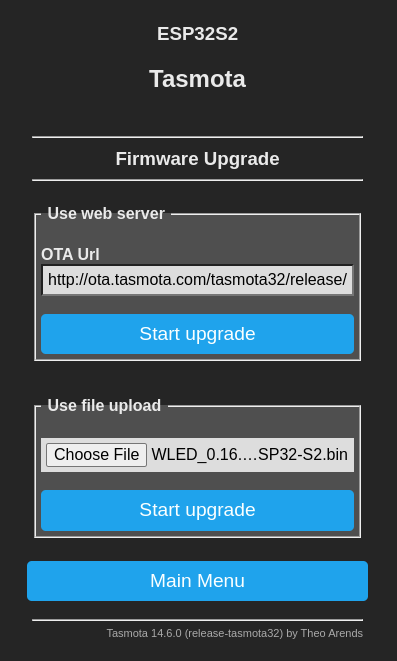 ESP32S2
Tasmota
Firmware Upgrade
Use web server
OTA Url
http://ota.tasmota.com/tasmota32/release/
Start upgrade
Use file upload
Choose File WLED_0.16.…SP32-S2.bin
Start upgrade
Main Menu
Tasmota 14.6.0 (release-tasmota32) by Theo Arends